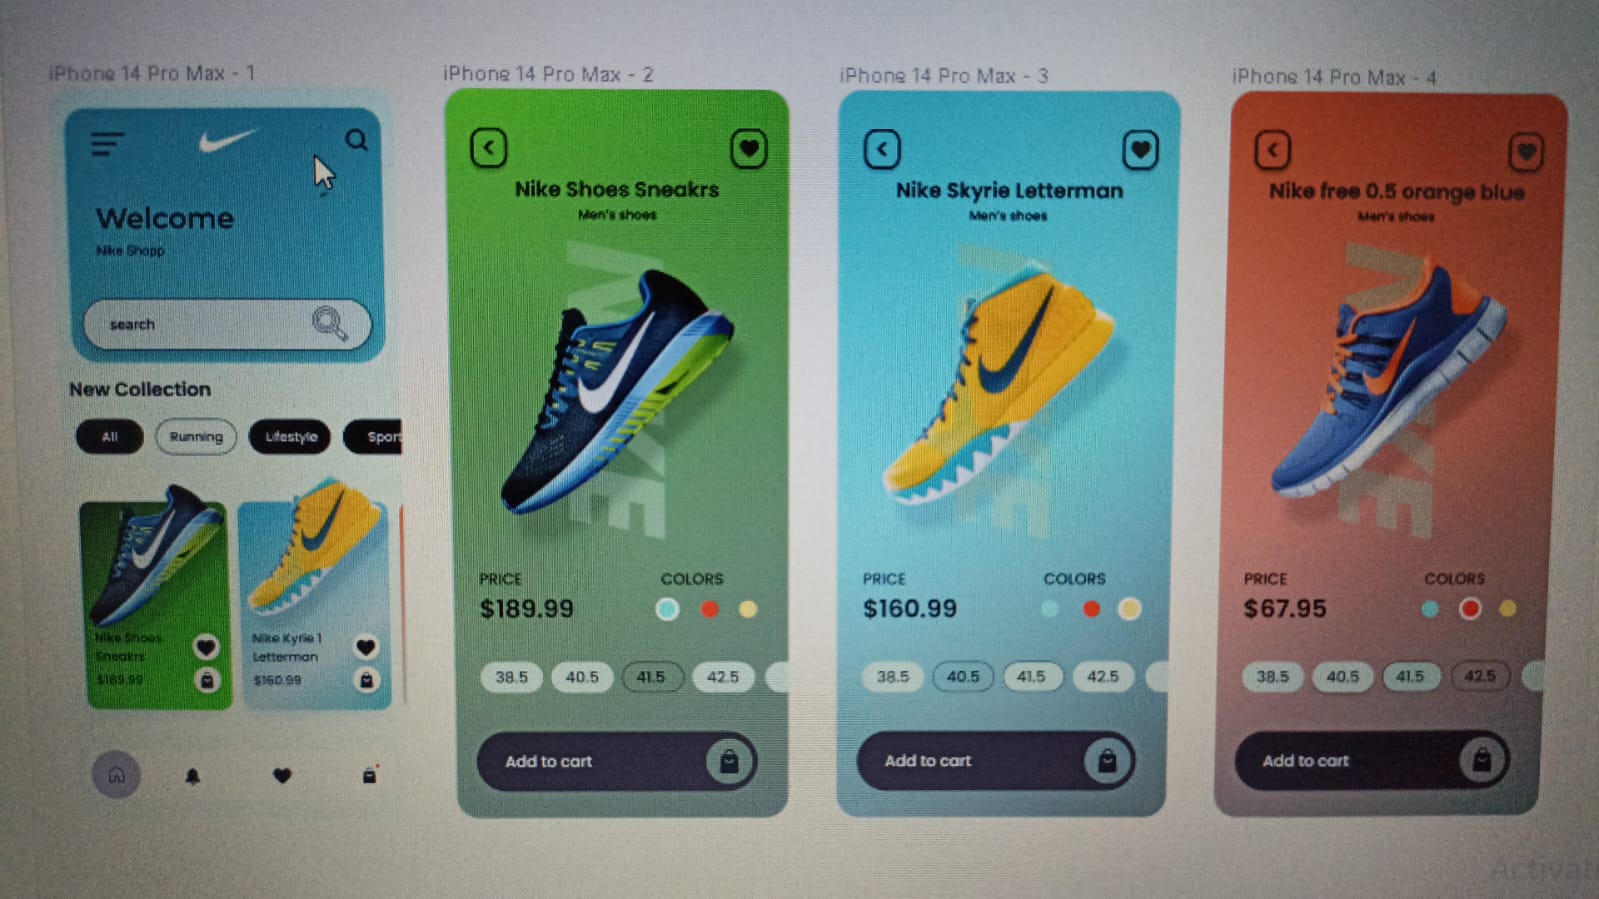 iPhone 14 Pro Max - 1
Welcome
Nike Shopp
search
New Collection
All
Running
Lifestyle
Sport
Nike Shoes
Sneakrs
$189.99
Nike Kyrie 1
Letterman
$160.99
iPhone 14 Pro Max - 2
Nike Shoes Sneakrs
Men's shoes
NIKE
PRICE
COLORS
$189.99
38.5
40.5
41.5
42.5
Add to cart
iPhone 14 Pro Max - 3
Nike Skyrie Letterman
Men's shoes
NIKE
PRICE
COLORS
$160.99
38.5
40.5
41.5
42.5
Add to cart
iPhone 14 Pro Max - 4
Nike free 0.5 orange blue
Men's shoes
NIKE
PRICE
COLORS
$67.95
38.5
40.5
41.5
42.5
Add to cart
Activat